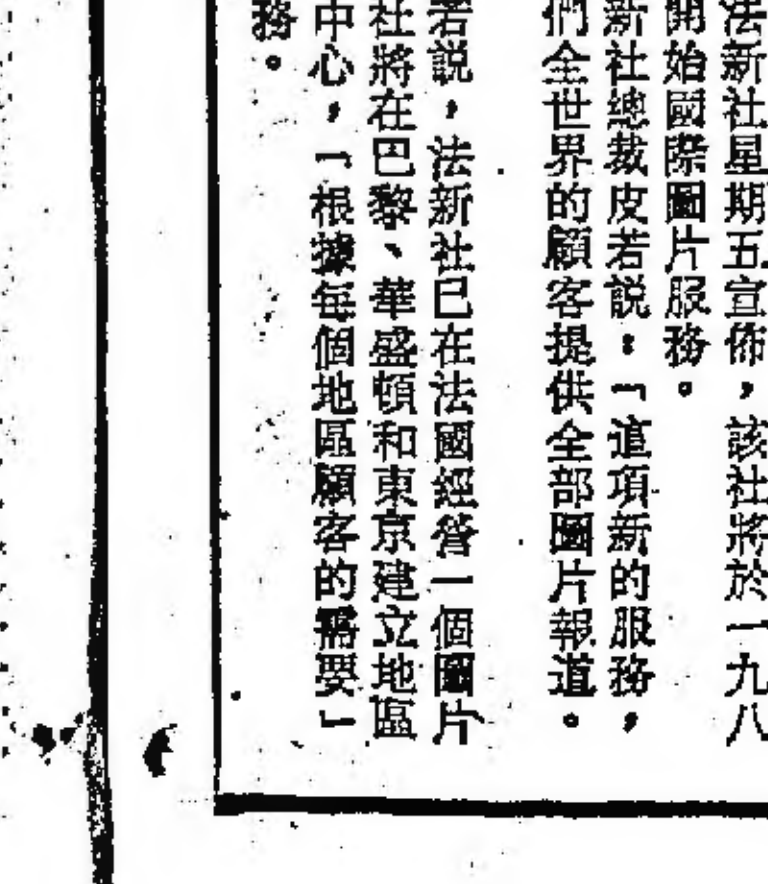 法新社星期五宣佈，該社將於一九八
開始國際圖片服務。
新社總裁皮若説：「這項新的服務，
們全世界的顧客提供全部圖片報道。
若説，法新社已在法國經營一個圖片
社將在巴黎、華盛頓和東京建立地區
中心，「根據每個地區顧客的需要」
務。